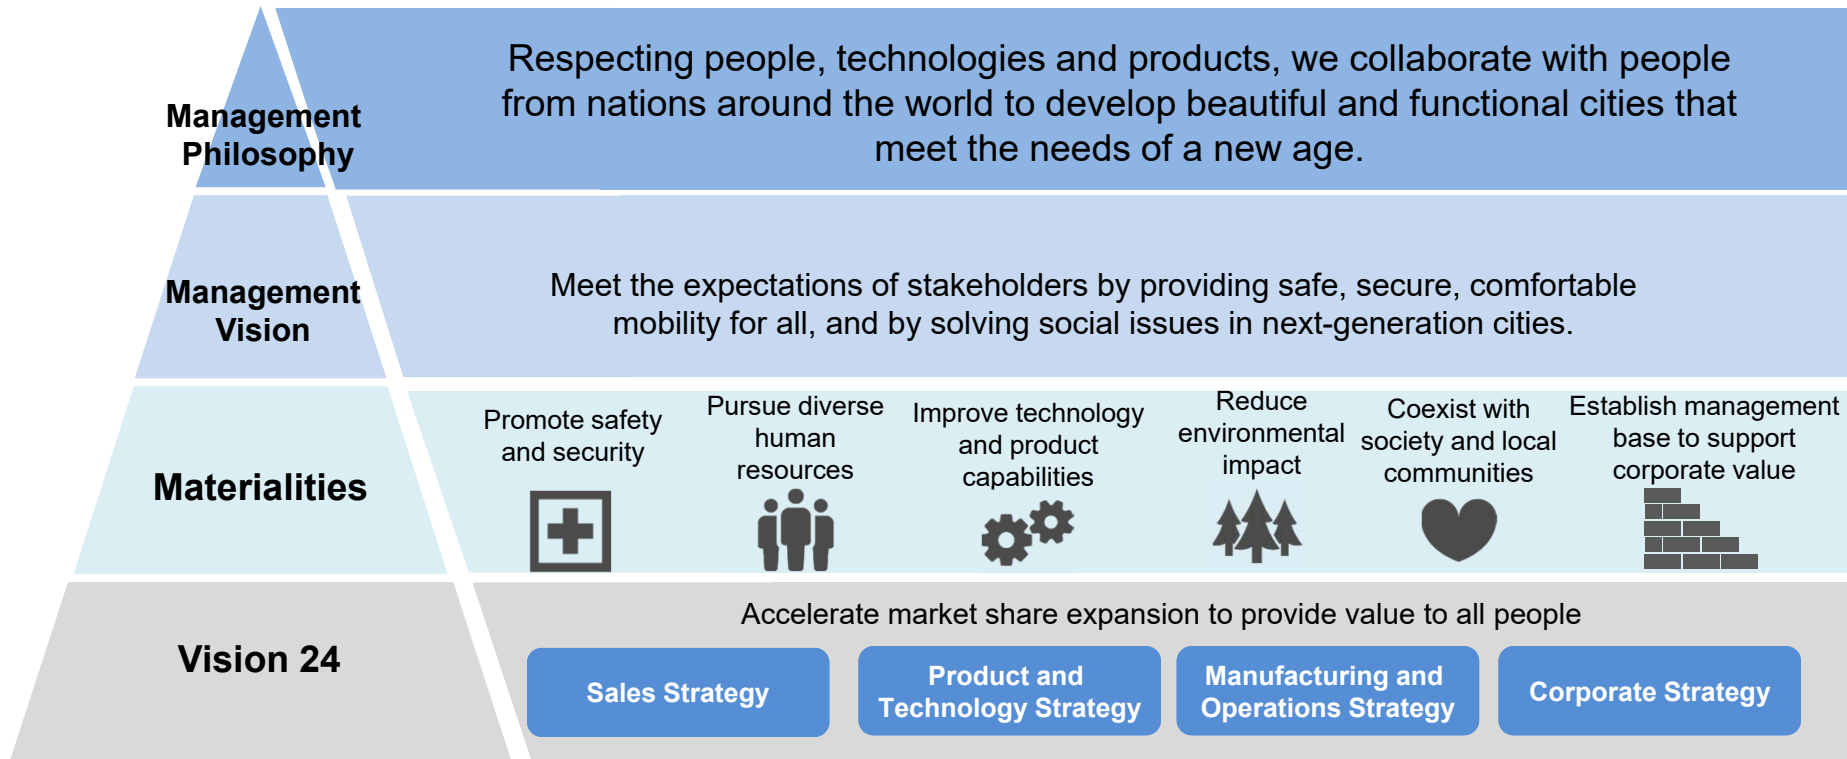 Management
Philosophy
Respecting people, technologies and products, we collaborate with people
from nations around the world to develop beautiful and functional cities that
meet the needs of a new age.
Management
Vision
Meet the expectations of stakeholders by providing safe, secure, comfortable
mobility for all, and by solving social issues in next-generation cities.
Materialities
Promote safety
and security
Pursue diverse
human
resources
Improve technology
and product
capabilities
Reduce
environmental
impact
Coexist with
society and local
communities
Establish management
base to support
corporate value
Vision 24
Accelerate market share expansion to provide value to all people
Sales Strategy
Product and
Technology Strategy
Manufacturing and
Operations Strategy
Corporate Strategy